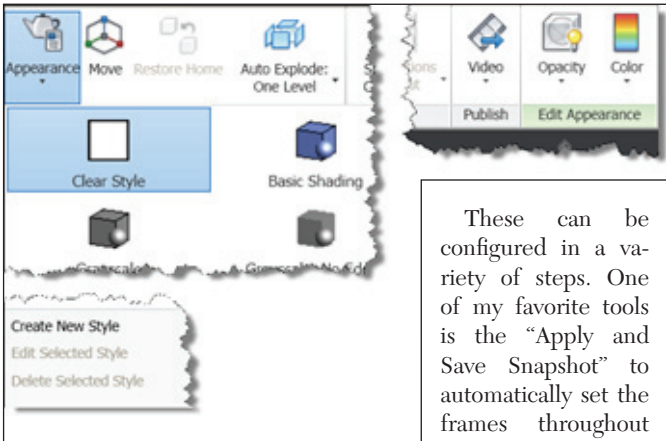 Appearance Move Restore Home Auto Explode:
One Level
Clear Style Basic Shading
Grayscale
Create New Style
Edit Selected Style
Delete Selected Style
Video Opacity Color
Publish Edit Appearance
These can be
configured in a va-
riety of steps. One
of my favorite tools
is the “Apply and
Save Snapshot” to
automatically set the
frames throughout